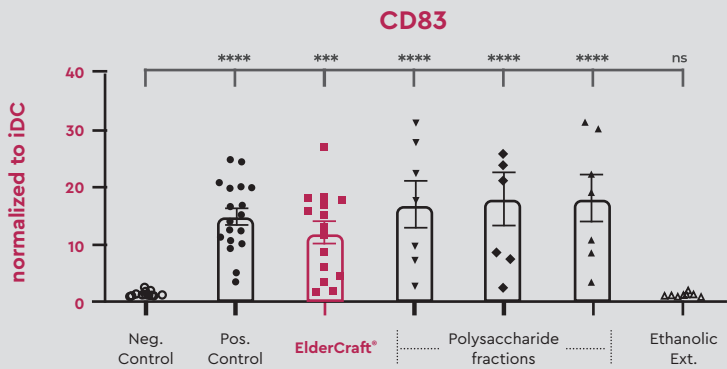 CD83
**** *** **** **** **** ns
normalized to iDC
40
30
20
10
0
Neg.
Control
Pos.
Control
ElderCraft®
Polysaccharide
fractions
Ethanolic
Ext.